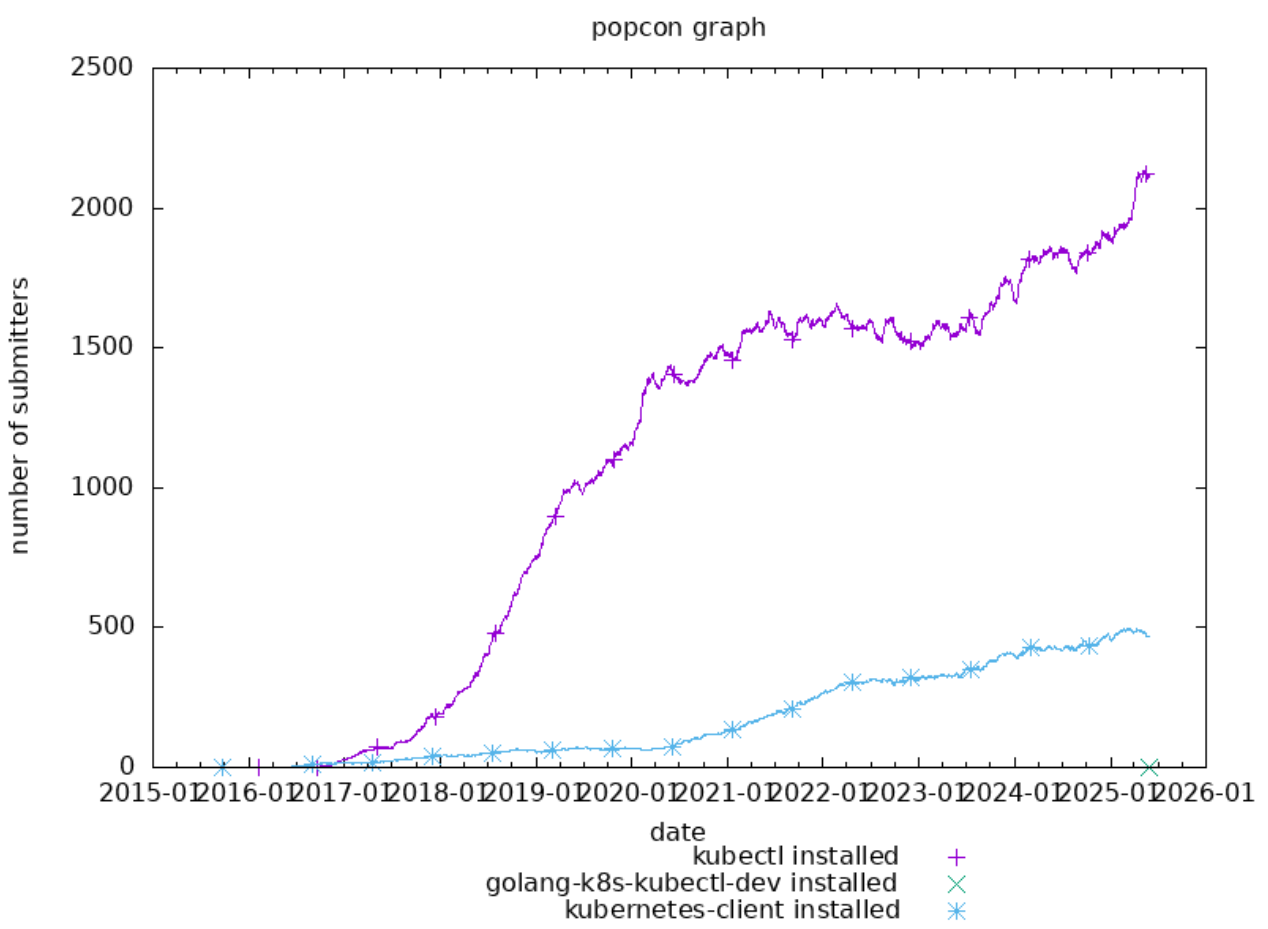 popcon graph
2500
2000
1500
1000
500
0
number of submitters
2015-01 2016-01 2017-01 2018-01 2019-01 2020-01 2021-01 2022-01 2023-01 2024-01 2025-01 2026-01
date
kubectl installed
golang-k8s-kubectl-dev installed
kubernetes-client installed